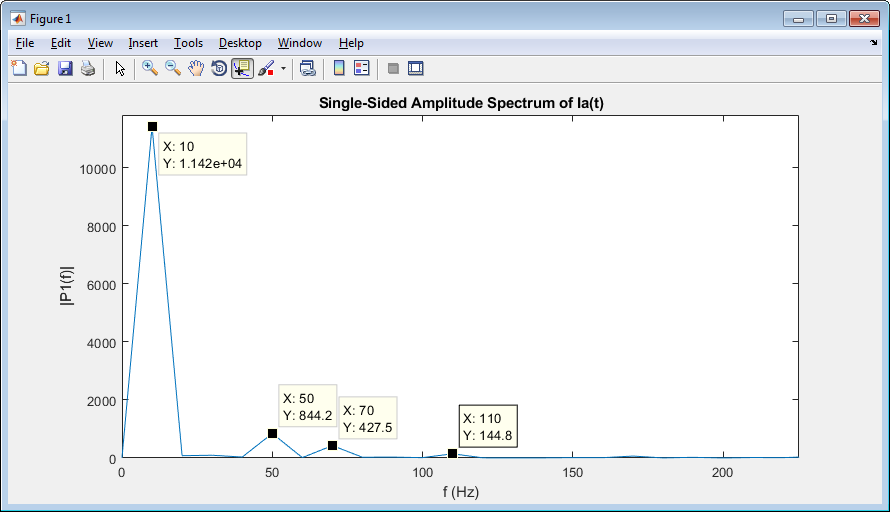 Figure 1
File Edit View Insert Tools Desktop Window Help
Single-Sided Amplitude Spectrum of Ia(t)
X: 10
Y: 1.142e+04
10000
8000
6000
4000
2000
0
|P1(f)|
X: 50
Y: 844.2
X: 70
Y: 427.5
X: 110
Y: 144.8
0 50 100 150 200
f (Hz)